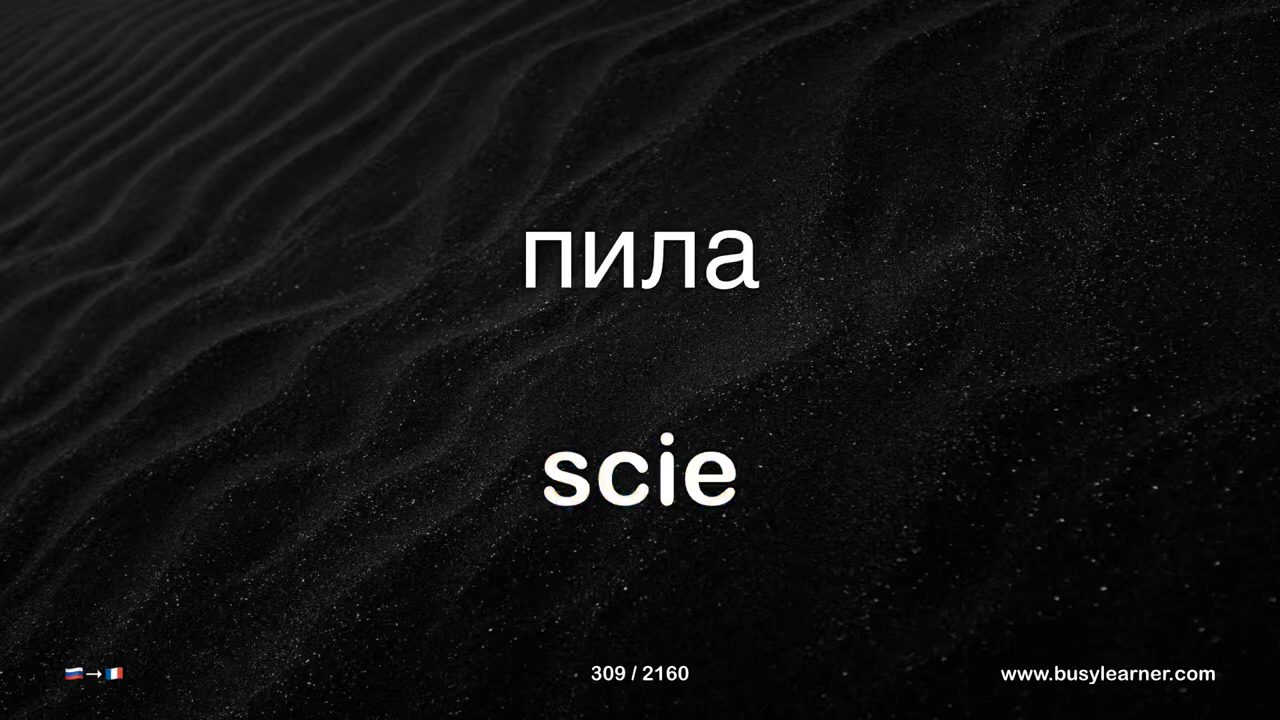 пила
scie
🇷🇺→🇫🇷
309 / 2160
www.busylearner.com